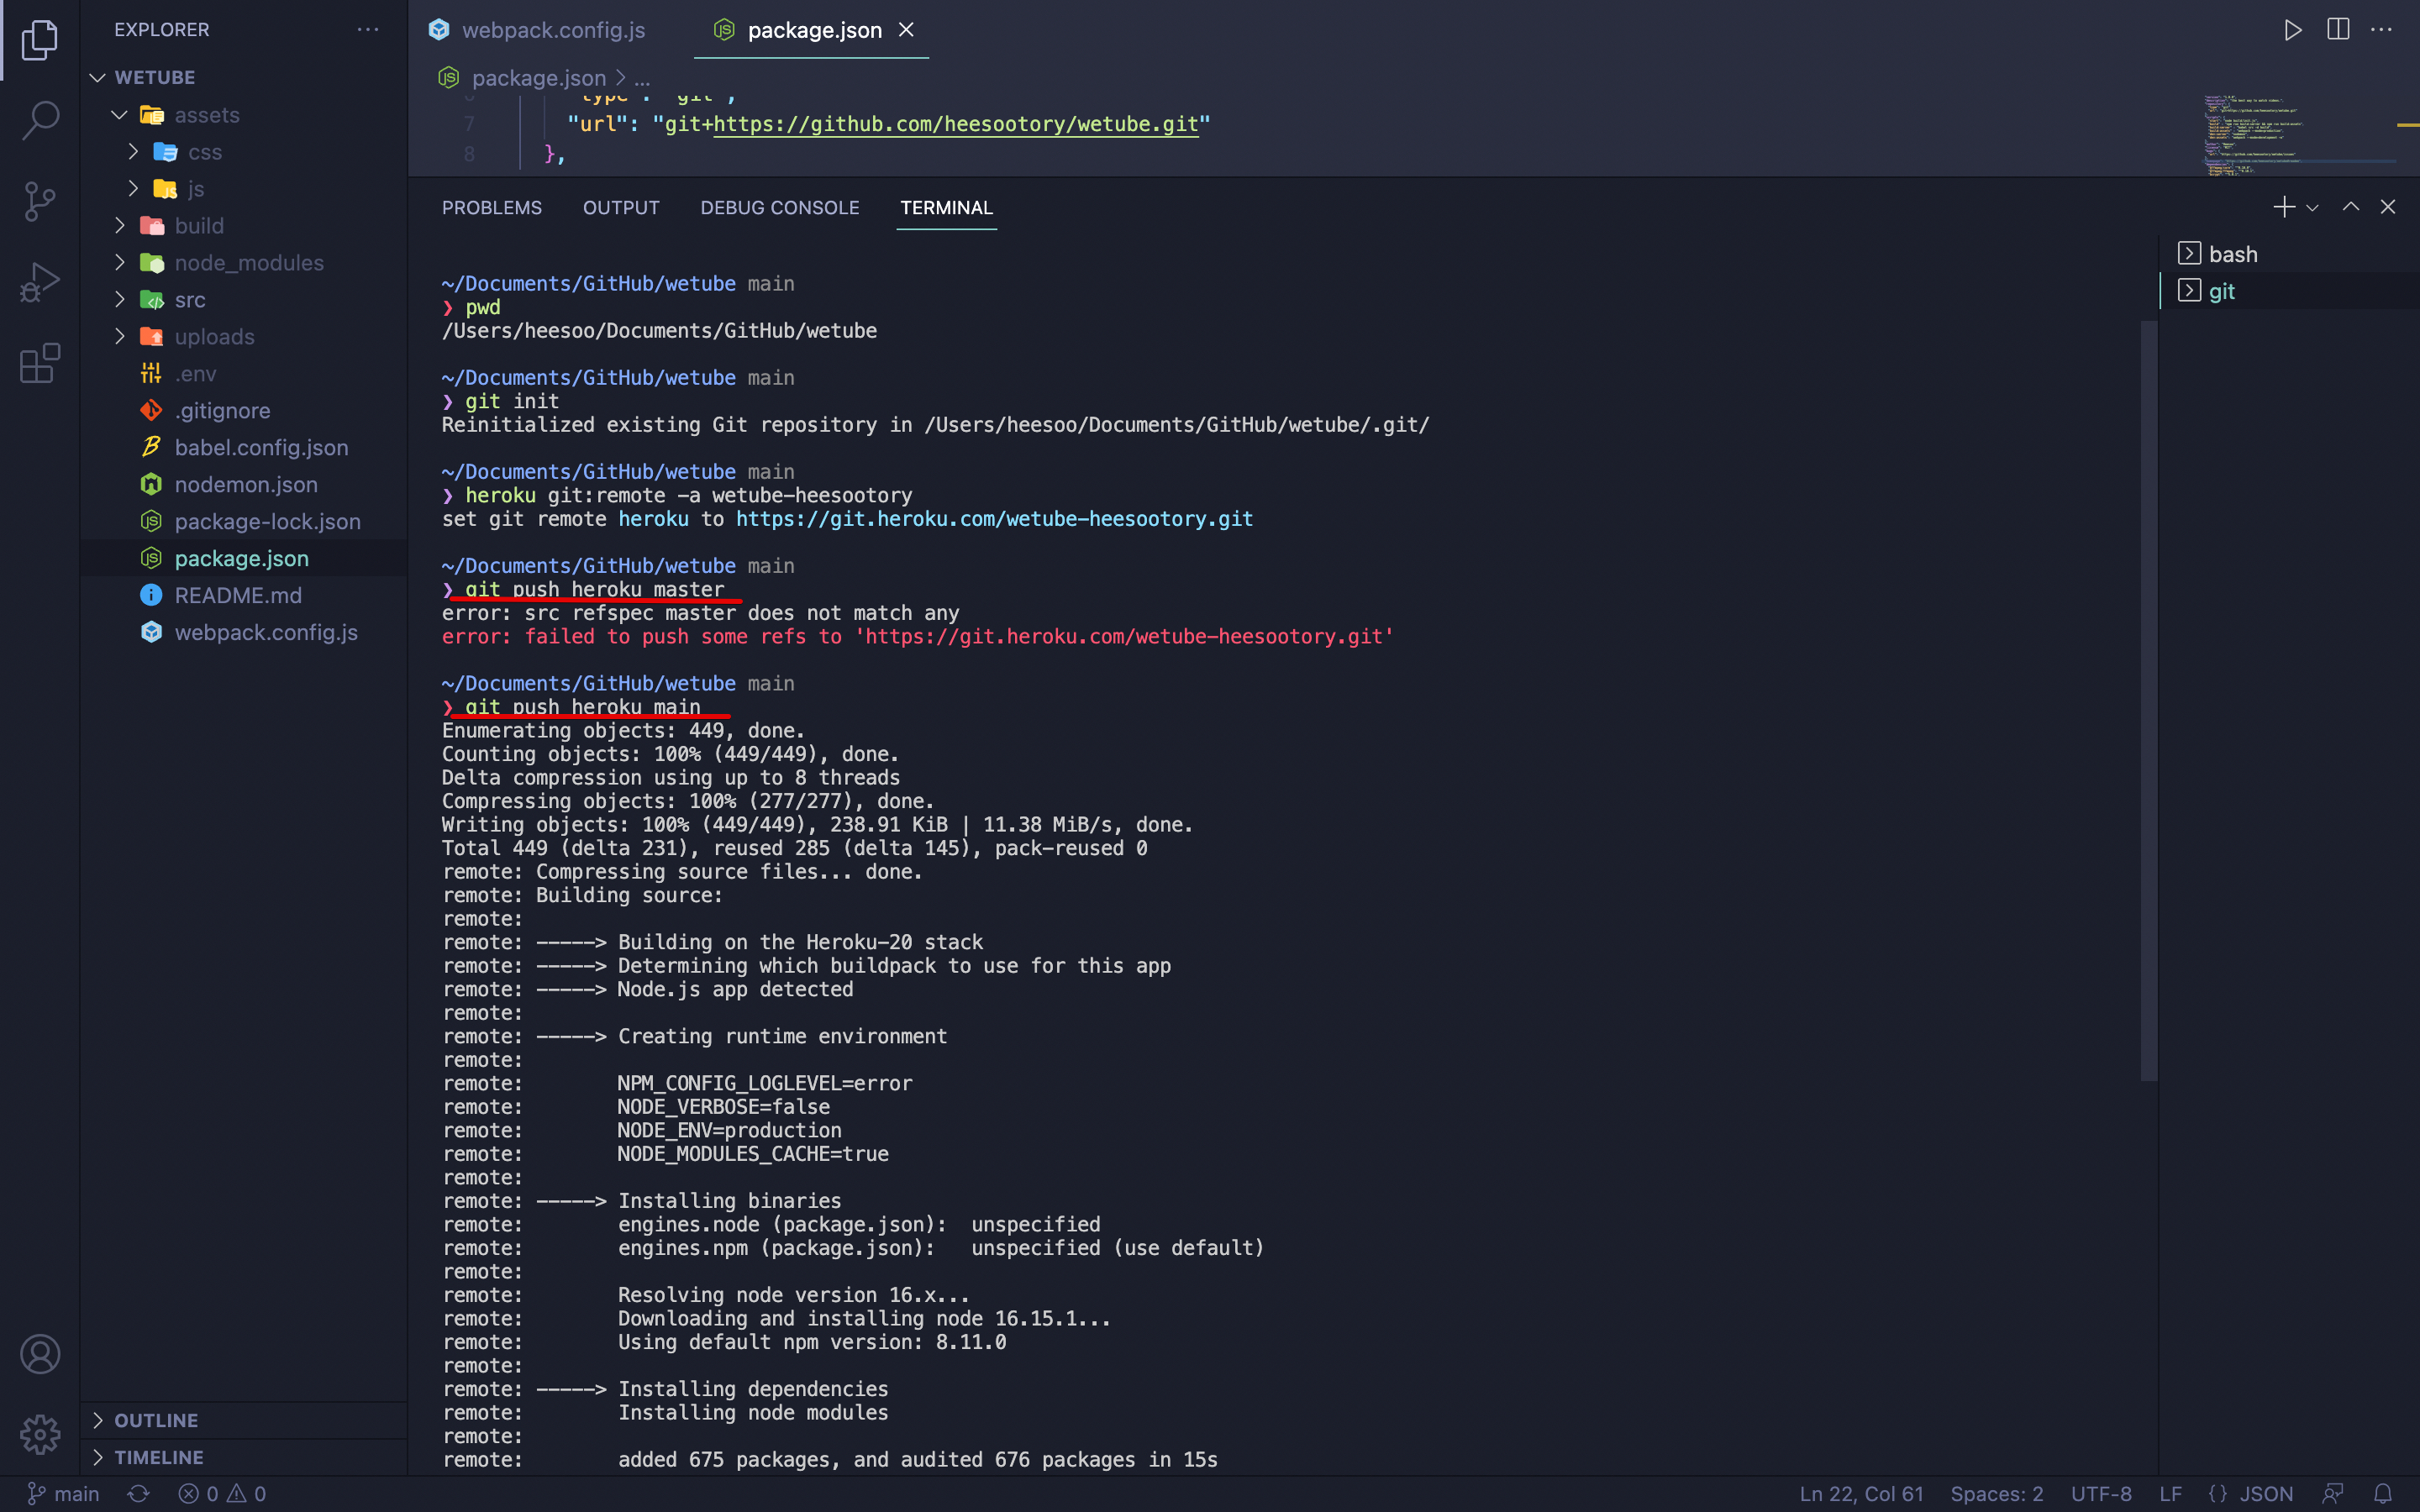 EXPLORER
WETUBE
assets
css
js
build
node_modules
src
uploads
.env
.gitignore
babel.config.json
nodemon.json
package-lock.json
package.json
README.md
webpack.config.js
OUTLINE
TIMELINE
webpack.config.js
package.json
package.json > ...
"type": "git",
7 "url": "git+https://github.com/heesootory/wetube.git"
8 },
PROBLEMS OUTPUT DEBUG CONSOLE TERMINAL
bash
git
~/Documents/GitHub/wetube main
❯ pwd
/Users/heesoo/Documents/GitHub/wetube
~/Documents/GitHub/wetube main
❯ git init
Reinitialized existing Git repository in /Users/heesoo/Documents/GitHub/wetube/.git/
~/Documents/GitHub/wetube main
❯ heroku git:remote -a wetube-heesootory
set git remote heroku to https://git.heroku.com/wetube-heesootory.git
~/Documents/GitHub/wetube main
❯ git push heroku master
error: src refspec master does not match any
error: failed to push some refs to 'https://git.heroku.com/wetube-heesootory.git'
~/Documents/GitHub/wetube main
❯ git push heroku main
Enumerating objects: 449, done.
Counting objects: 100% (449/449), done.
Delta compression using up to 8 threads
Compressing objects: 100% (277/277), done.
Writing objects: 100% (449/449), 238.91 KiB | 11.38 MiB/s, done.
Total 449 (delta 231), reused 285 (delta 145), pack-reused 0
remote: Compressing source files... done.
remote: Building source:
remote:
remote: -----> Building on the Heroku-20 stack
remote: -----> Determining which buildpack to use for this app
remote: -----> Node.js app detected
remote:
remote: -----> Creating runtime environment
remote:
remote: NPM_CONFIG_LOGLEVEL=error
remote: NODE_VERBOSE=false
remote: NODE_ENV=production
remote: NODE_MODULES_CACHE=true
remote:
remote: -----> Installing binaries
remote: engines.node (package.json): unspecified
remote: engines.npm (package.json): unspecified (use default)
remote:
remote: Resolving node version 16.x...
remote: Downloading and installing node 16.15.1...
remote: Using default npm version: 8.11.0
remote:
remote: -----> Installing dependencies
remote: Installing node modules
remote:
remote: added 675 packages, and audited 676 packages in 15s
main 0 0
Ln 22, Col 61 Spaces: 2 UTF-8 LF {} JSON